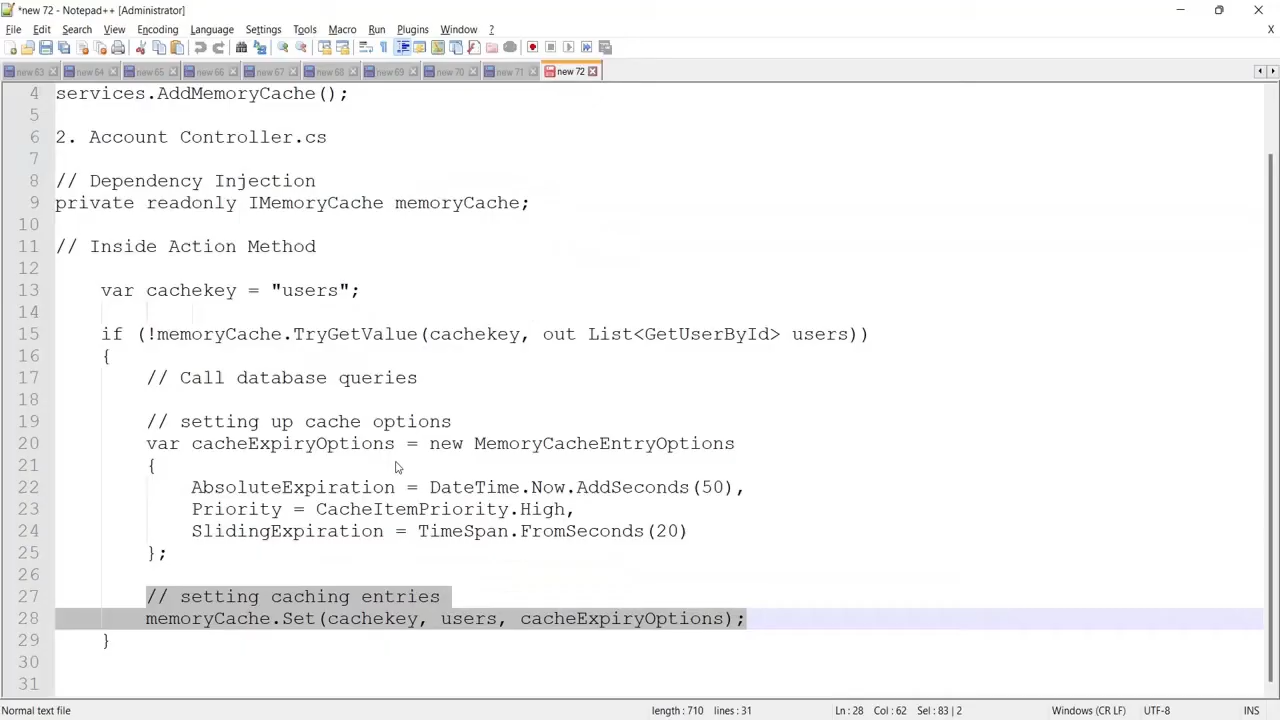 *new 72 - Notepad++ [Administrator]
File Edit Search View Encoding Language Settings Tools Macro Run Plugins Window ? X
new 63 new 64 new 65 new 66 new 67 new 68 new 69 new 70 new 71 new 72
4 services.AddMemoryCache();
5
6 2. Account Controller.cs
7
8 // Dependency Injection
9 private readonly IMemoryCache memoryCache;
10
11 // Inside Action Method
12
13 var cachekey = "users";
14
15 if (!memoryCache.TryGetValue(cachekey, out List<GetUserById> users))
16 {
17 // Call database queries
18
19 // setting up cache options
20 var cacheExpiryOptions = new MemoryCacheEntryOptions
21 {
22 AbsoluteExpiration = DateTime.Now.AddSeconds(50),
23 Priority = CacheItemPriority.High,
24 SlidingExpiration = TimeSpan.FromSeconds(20)
25 };
26
27 // setting caching entries
28 memoryCache.Set(cachekey, users, cacheExpiryOptions);
29 }
30
31
Normal text file length : 710 lines : 31 Ln : 28 Col : 62 Sel : 83 | 2 Windows (CR LF) UTF-8 INS